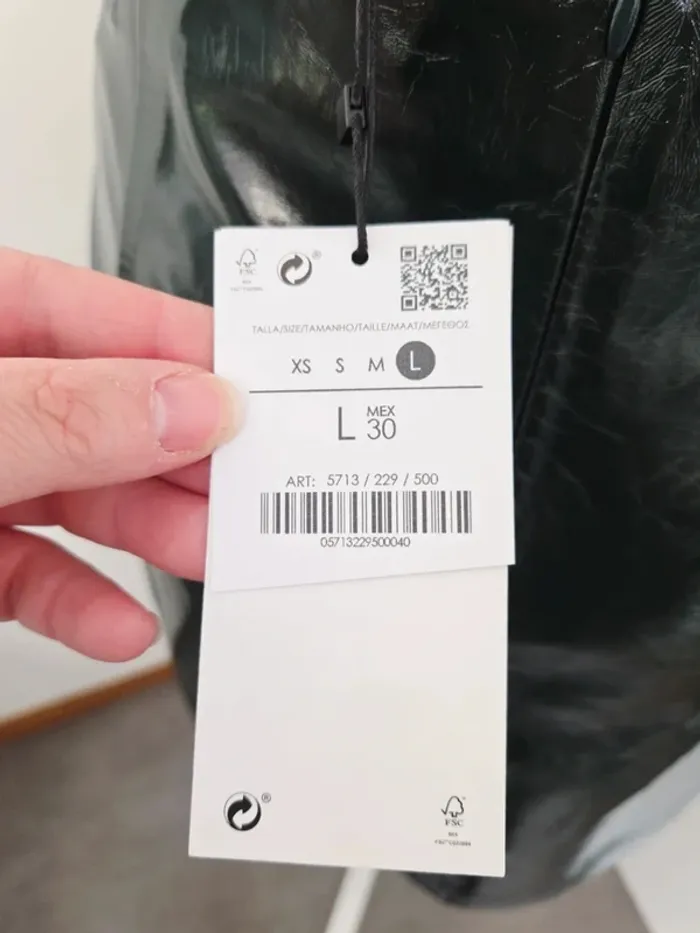 FSC
®
TALLA/SIZE/TAMANHO/TAILLE/MAAT/ΜΕΓΕΘΟΣ
XS S M L
L MEX 30
ART: 5713 / 229 / 500
05713229500040
®
FSC